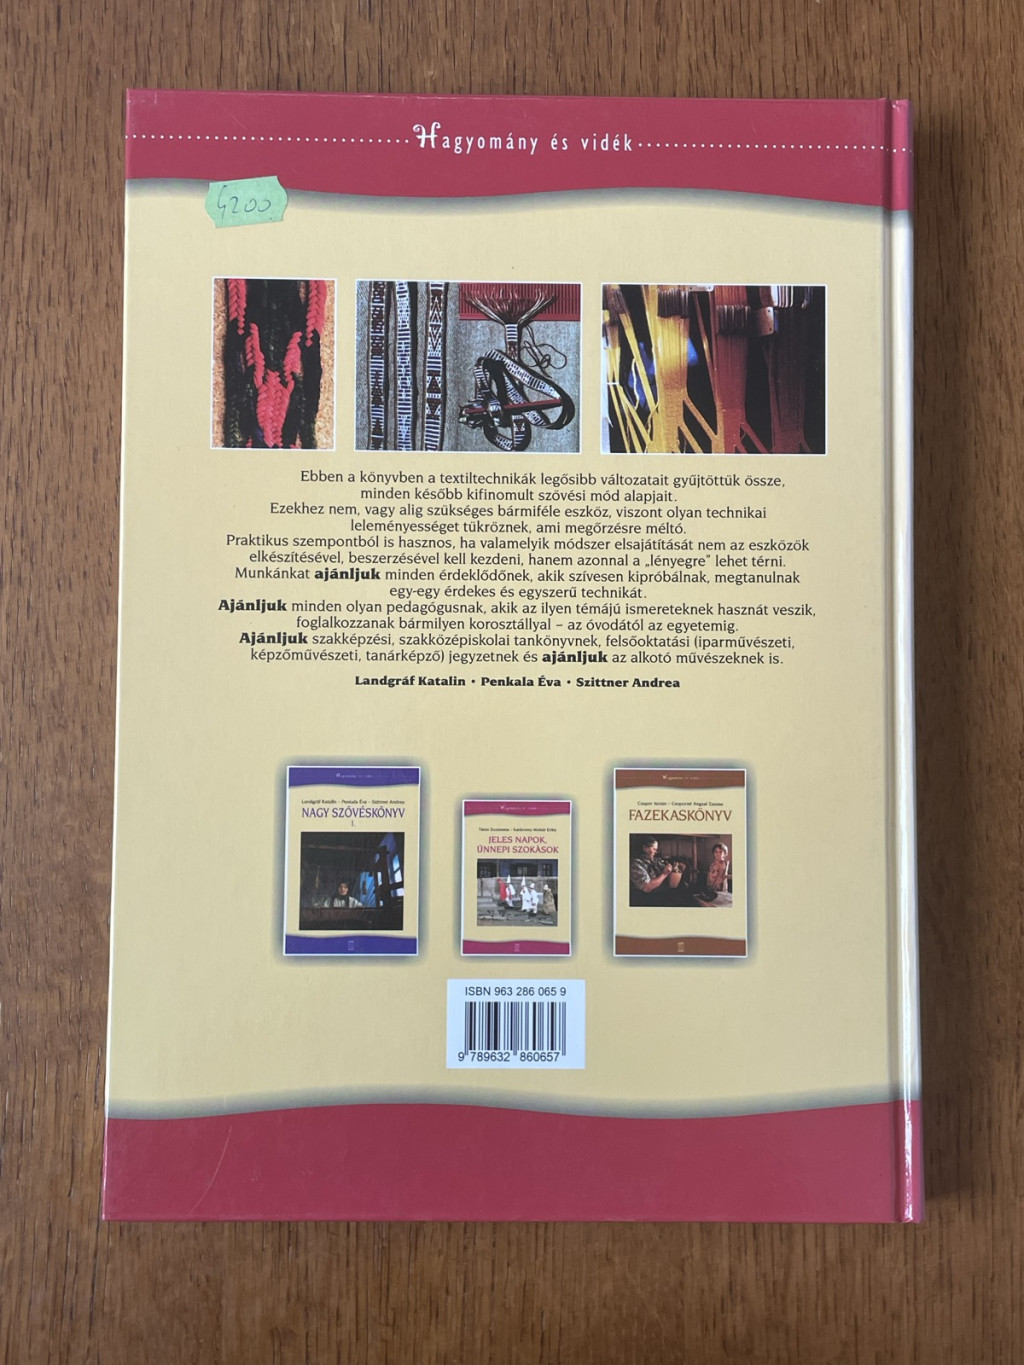 Hagyomány és vidék
4200
Ebben a könyvben a textiltechnikák legősibb változatait gyűjtöttük össze,
minden később kifinomult szövési mód alapjait.
Ezekhez nem, vagy alig szükséges bármiféle eszköz, viszont olyan technikai
leleményességet tükröznek, ami megőrzésre méltó.
Praktikus szempontból is hasznos, ha valamelyik módszer elsajátítását nem az eszközök
elkészítésével, beszerzésével kell kezdeni, hanem azonnal a „lényegre" lehet térni.
Munkánkat ajánljuk minden érdeklődőnek, akik szívesen kipróbálnak, megtanulnak
egy-egy érdekes és egyszerű technikát.
Ajánljuk minden olyan pedagógusnak, akik az ilyen témájú ismereteknek hasznát veszik,
foglalkozzanak bármilyen korosztállyal – az óvodától az egyetemig.
Ajánljuk szakképzési, szakközépiskolai tankönyvnek, felsőoktatási (iparművészeti,
képzőművészeti, tanárképző) jegyzetnek és ajánljuk az alkotó művészeknek is.
Landgráf Katalin • Penkala Éva • Szittner Andrea
Landgráf Katalin – Penkala Éva – Szittner Andrea
NAGY SZÖVÉSKÖNYV
I.
JELES NAPOK,
ÜNNEPI SZOKÁSOK
FAZEKASKÖNYV
ISBN 963 286 065 9
9 789632 860657